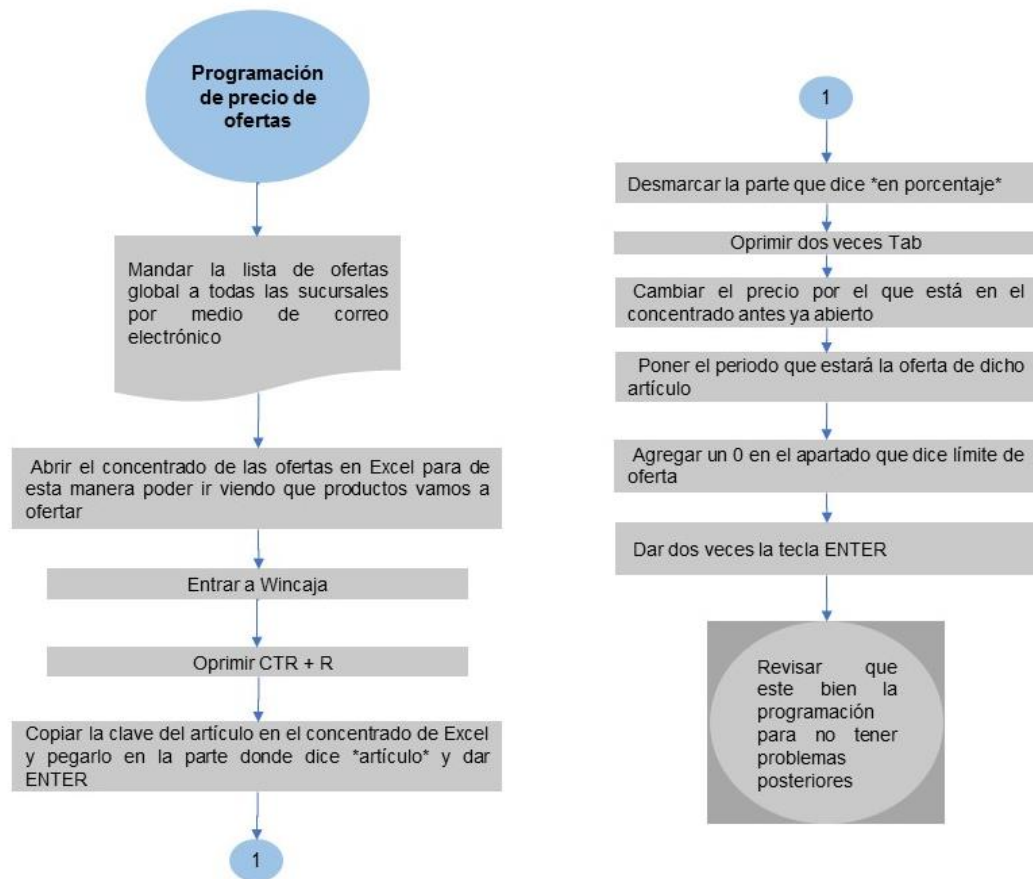 Programación
de precio de
ofertas
Mandar la lista de ofertas
global a todas las sucursales
por medio de correo
electrónico
Abrir el concentrado de las ofertas en Excel para de
esta manera poder ir viendo que productos vamos a
ofertar
Entrar a Wincaja
Oprimir CTR + R
Copiar la clave del artículo en el concentrado de Excel
y pegarlo en la parte donde dice *artículo* y dar
ENTER
1
1
Desmarcar la parte que dice *en porcentaje*
Oprimir dos veces Tab
Cambiar el precio por el que está en el
concentrado antes ya abierto
Poner el periodo que estará la oferta de dicho
artículo
Agregar un 0 en el apartado que dice límite de
oferta
Dar dos veces la tecla ENTER
Revisar que
este bien la
programación
para no tener
problemas
posteriores